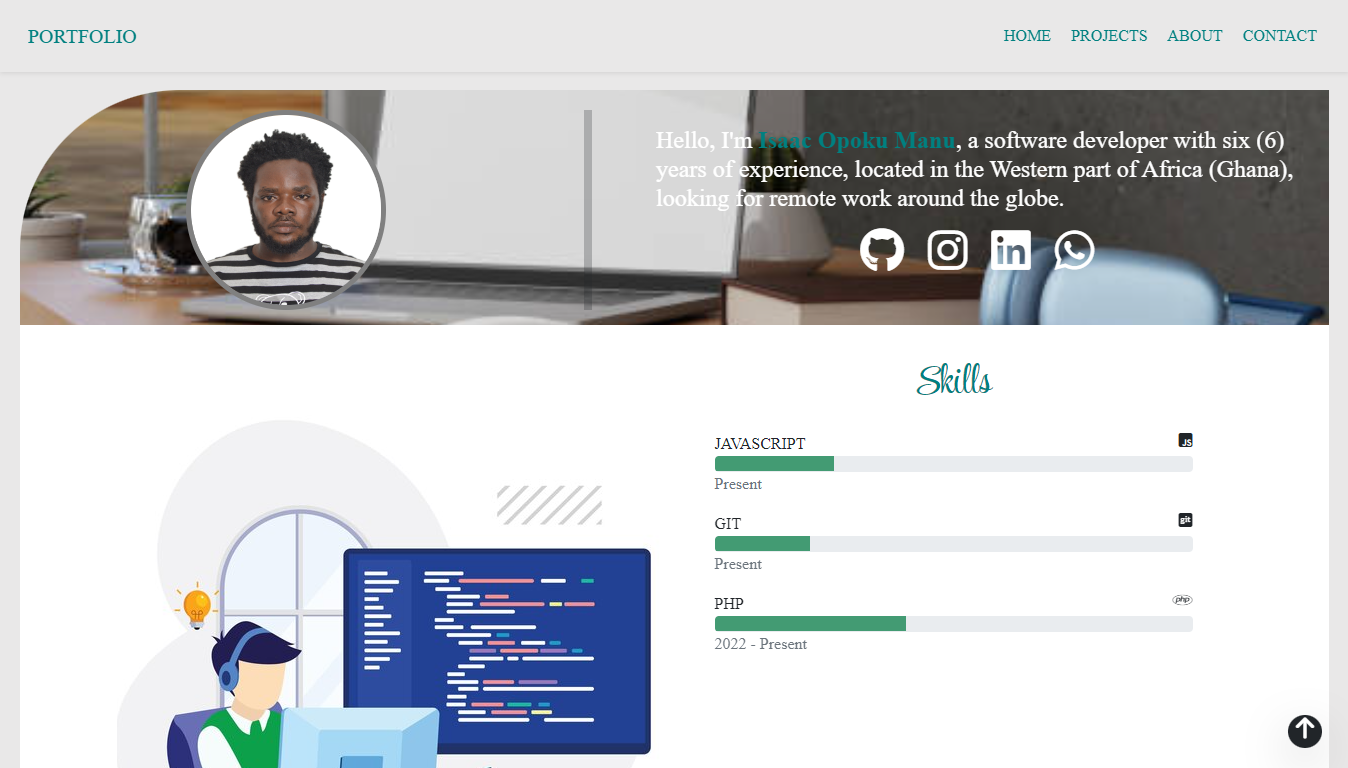 PORTFOLIO
HOME PROJECTS ABOUT CONTACT
Hello, I'm Isaac Opoku Manu, a software developer with six (6)
years of experience, located in the Western part of Africa (Ghana),
looking for remote work around the globe.
in
Skills
JAVASCRIPT JS
Present
GIT git
Present
PHP php
2022 - Present